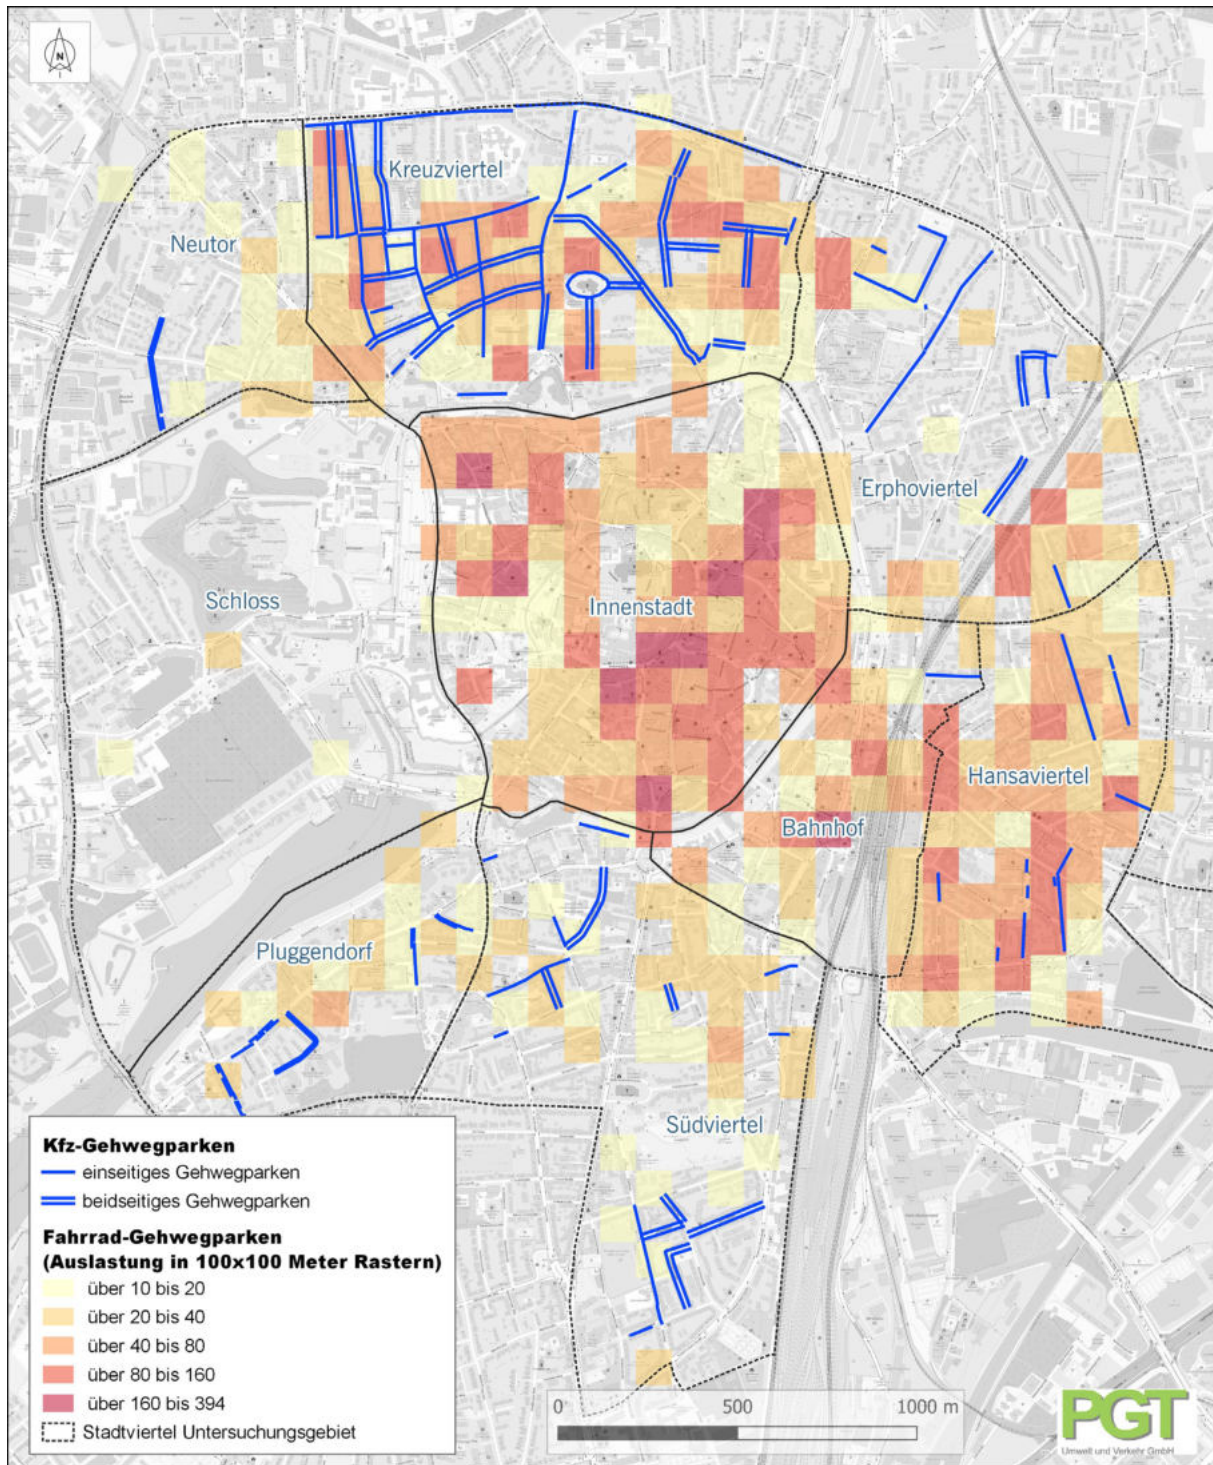 N
Kreuzviertel
Neutor
Erphoviertel
Schloss
Innenstadt
Hansaviertel
Bahnhof
Pluggendorf
Südviertel
Kfz-Gehwegparken
einseitiges Gehwegparken
beidseitiges Gehwegparken
Fahrrad-Gehwegparken
(Auslastung in 100x100 Meter Rastern)
über 10 bis 20
über 20 bis 40
über 40 bis 80
über 80 bis 160
über 160 bis 394
Stadtviertel Untersuchungsgebiet
0 500 1000 m
PGT
Umwelt und Verkehr GmbH